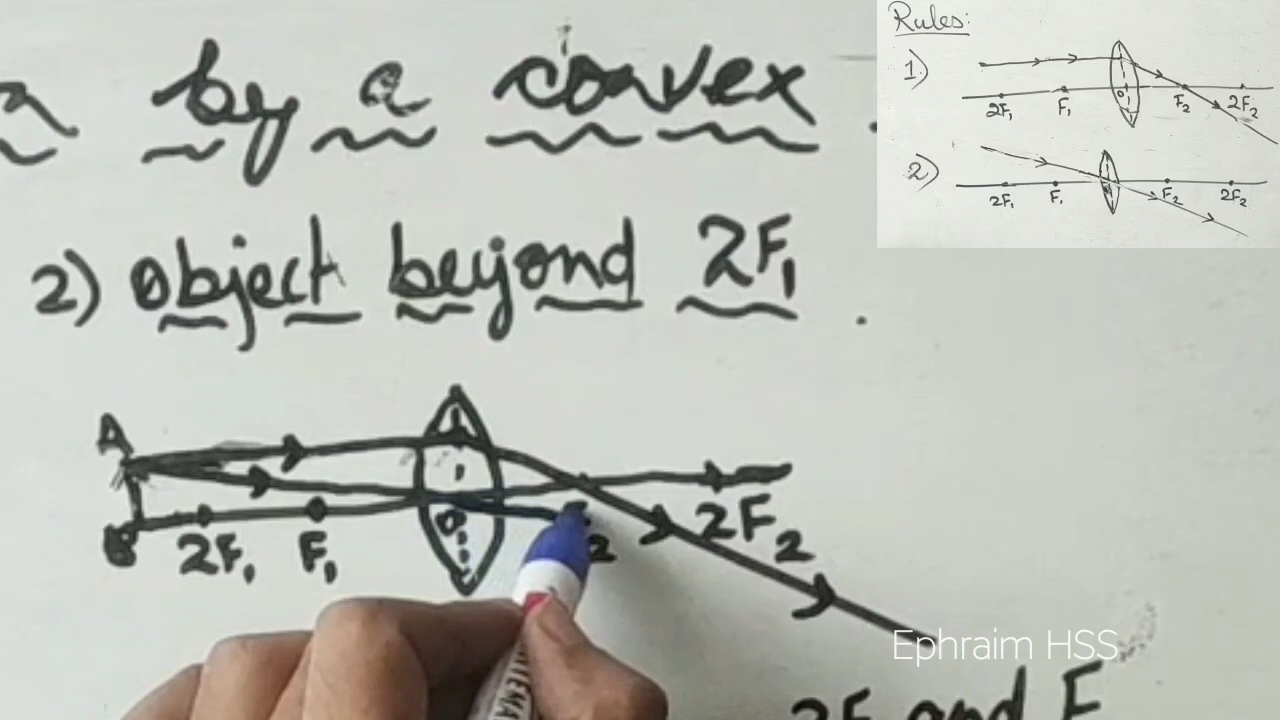 by a convex
2) object beyond 2F₁.
A
B 2F₁ F₁ O 2 2F₂
and F
Rules:
1)
2F₁ F₁ O F₂ 2F₂
2)
2F₁ F₁ F₂ 2F₂
Ephraim HSS